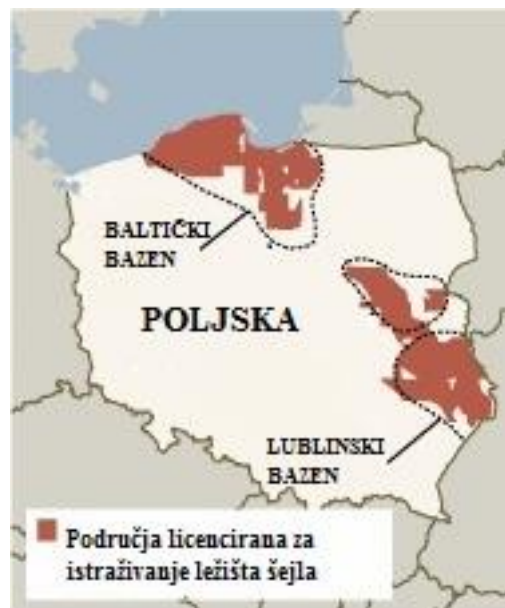 BALTIČKI
BAZEN
POLJSKA
LUBLINSKI
BAZEN
Područja licencirana za
istraživanje ležišta šejla